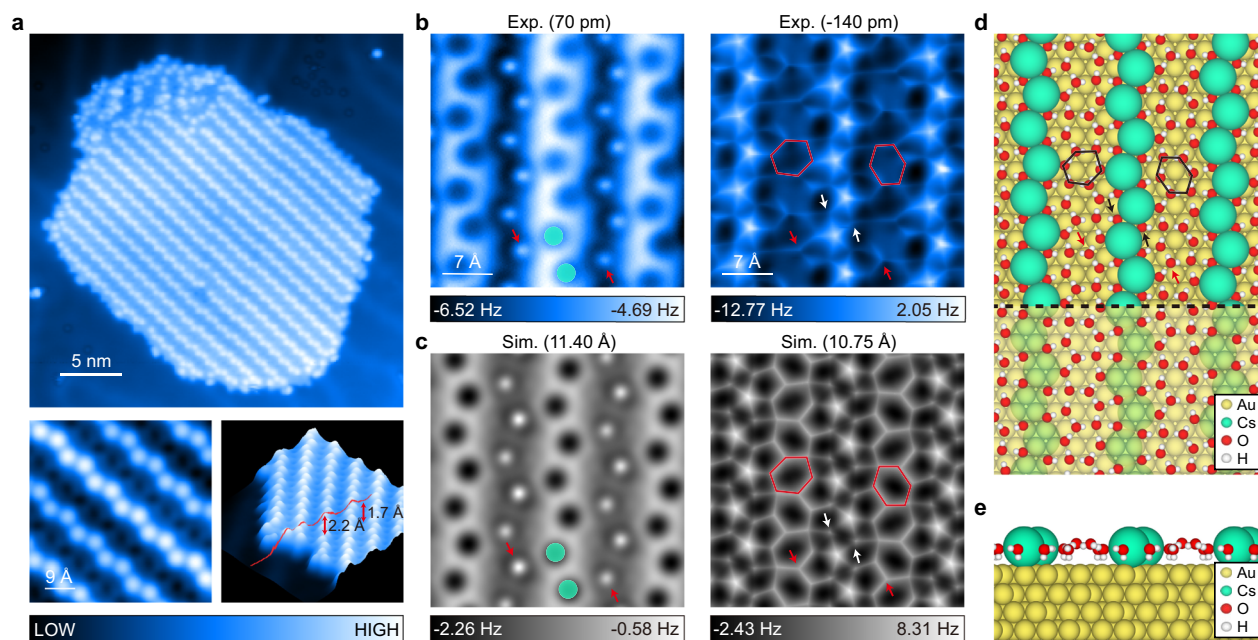 a
5 nm
9 Å
2.2 Å
1.7 Å
LOW
HIGH
b
Exp. (70 pm)
7 Å
-6.52 Hz
-4.69 Hz
Exp. (-140 pm)
7 Å
-12.77 Hz
2.05 Hz
c
Sim. (11.40 Å)
-2.26 Hz
-0.58 Hz
Sim. (10.75 Å)
-2.43 Hz
8.31 Hz
d
Au
Cs
O
H
e
Au
Cs
O
H